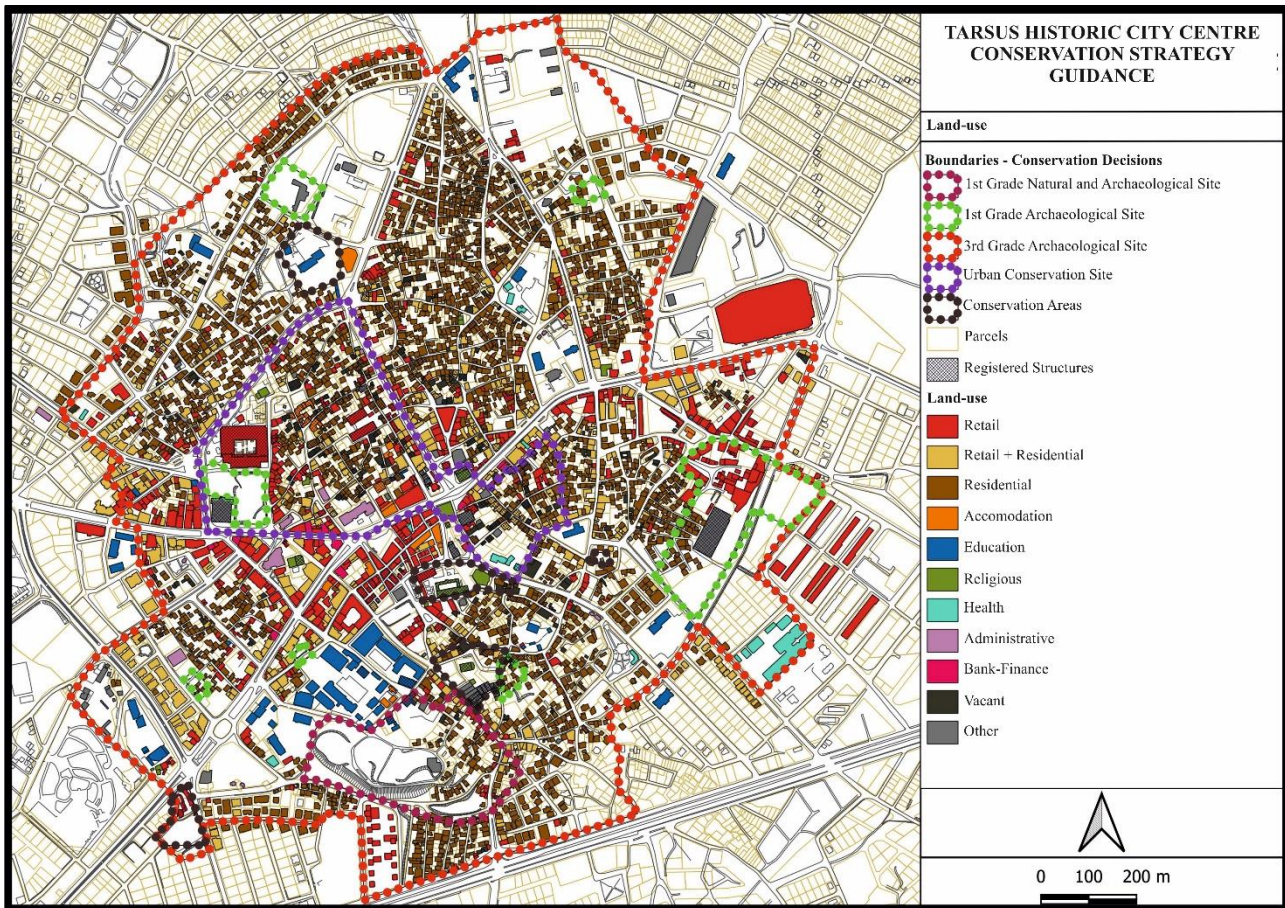 TARSUS HISTORIC CITY CENTRE
CONSERVATION STRATEGY
GUIDANCE
Land-use
Boundaries - Conservation Decisions
1st Grade Natural and Archaeological Site
1st Grade Archaeological Site
3rd Grade Archaeological Site
Urban Conservation Site
Conservation Areas
Parcels
Registered Structures
Land-use
Retail
Retail + Residential
Residential
Accomodation
Education
Religious
Health
Administrative
Bank-Finance
Vacant
Other
0 100 200 m